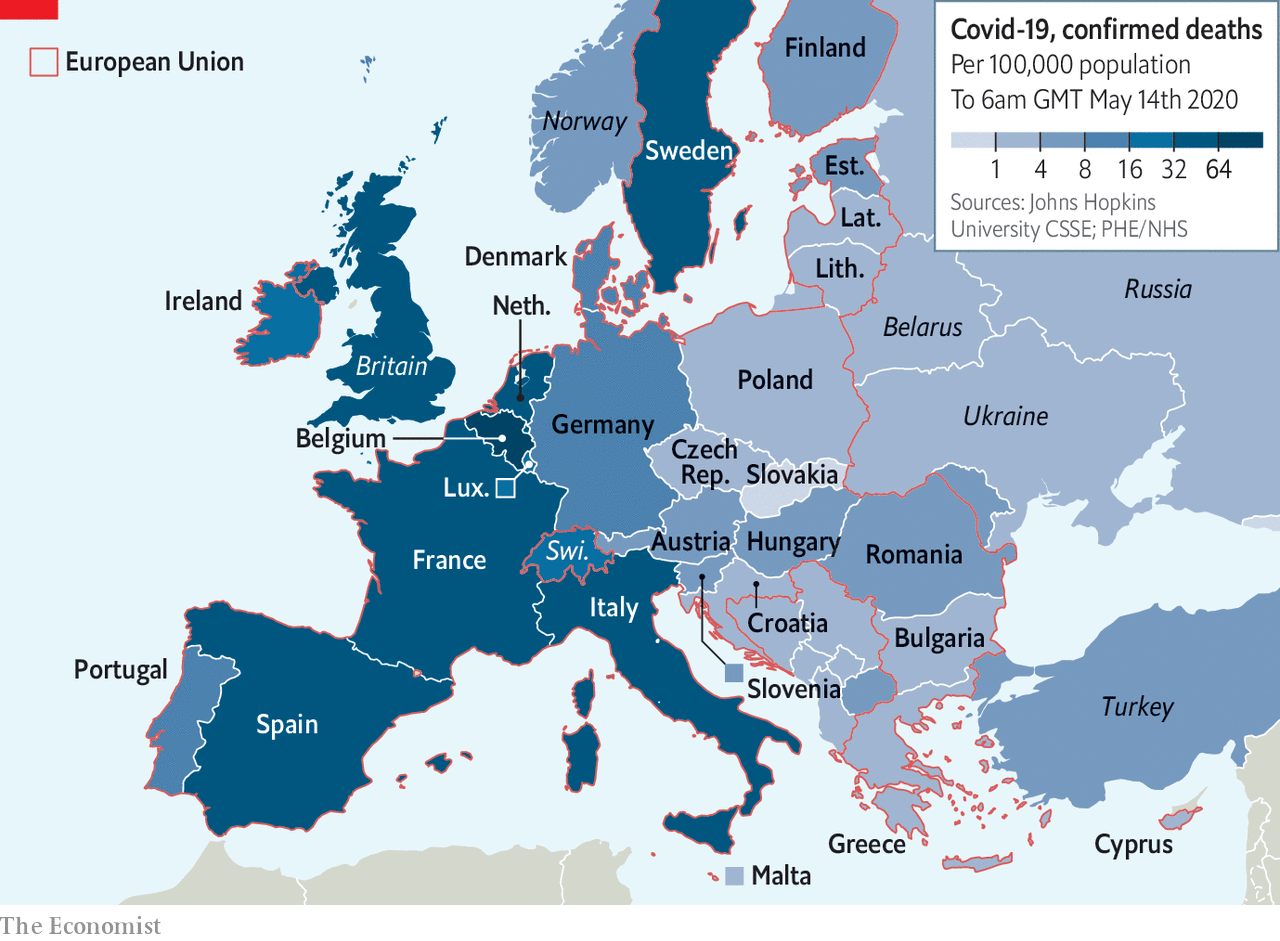 European Union
Covid-19, confirmed deaths
Per 100,000 population
To 6am GMT May 14th 2020
1 4 8 16 32 64
Sources: Johns Hopkins
University CSSE; PHE/NHS
Finland
Norway
Sweden
Est.
Lat.
Denmark
Lith.
Russia
Ireland
Neth.
Belarus
Britain
Poland
Ukraine
Germany
Belgium
Czech
Rep.
Slovakia
Lux.
Swi.
Austria
Hungary
Romania
France
Italy
Croatia
Bulgaria
Portugal
Slovenia
Spain
Turkey
Greece
Cyprus
Malta
The Economist